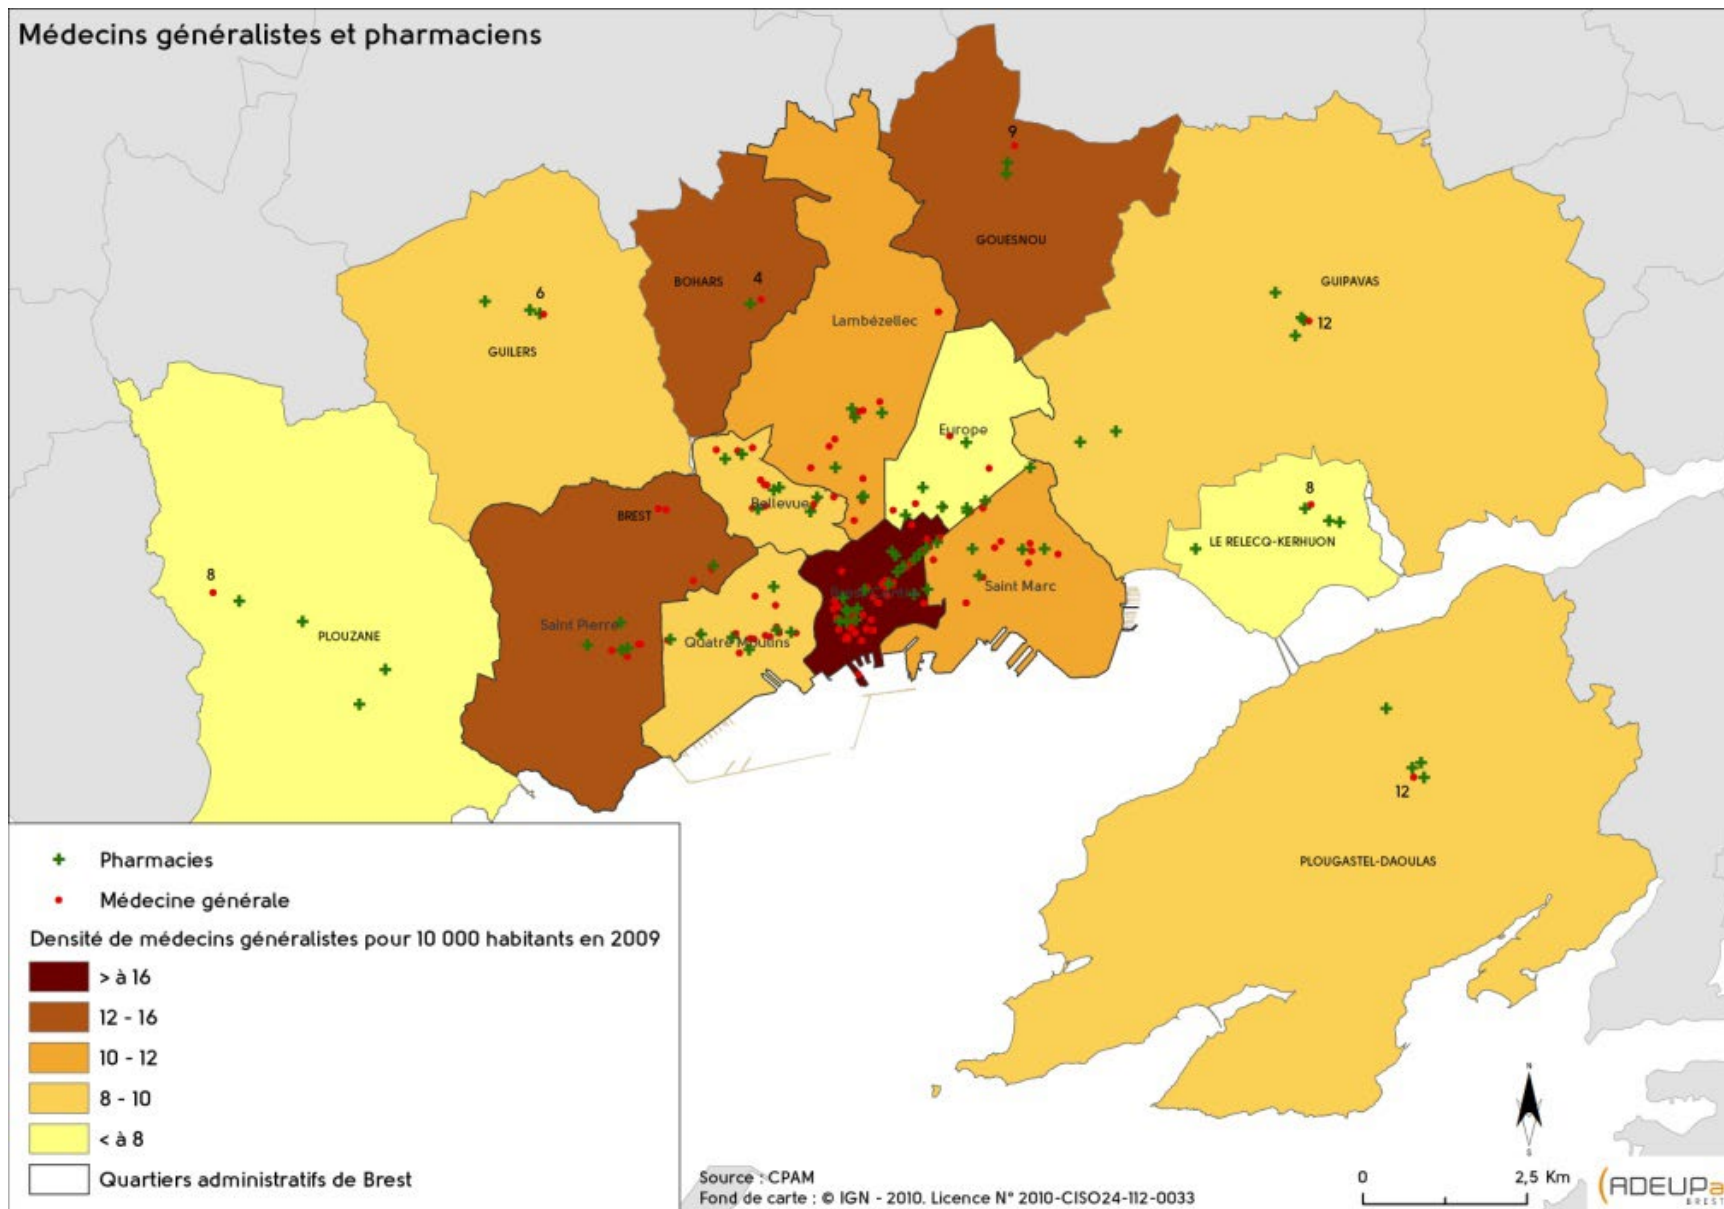 Médecins généralistes et pharmaciens
9
GOUESNOU
BOHARS
4
GUIPAVAS
12
6
GUILERS
Lambézellec
Europe
Bellevue
BREST
8
LE RELECQ-KERHUON
8
PLOUZANE
Saint Pierre
Quatre Moulins
Saint Marc
12
PLOUGASTEL-DAOULAS
Pharmacies
Médecine générale
Densité de médecins généralistes pour 10 000 habitants en 2009
> à 16
12 - 16
10 - 12
8 - 10
< à 8
Quartiers administratifs de Brest
Source : CPAM
Fond de carte : © IGN - 2010. Licence N° 2010-CISO24-112-0033
N
S
0 2,5 Km
ADEUPa
BREST